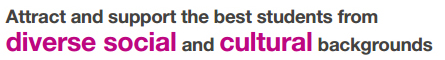 Attract and support the best students from
diverse social and cultural backgrounds